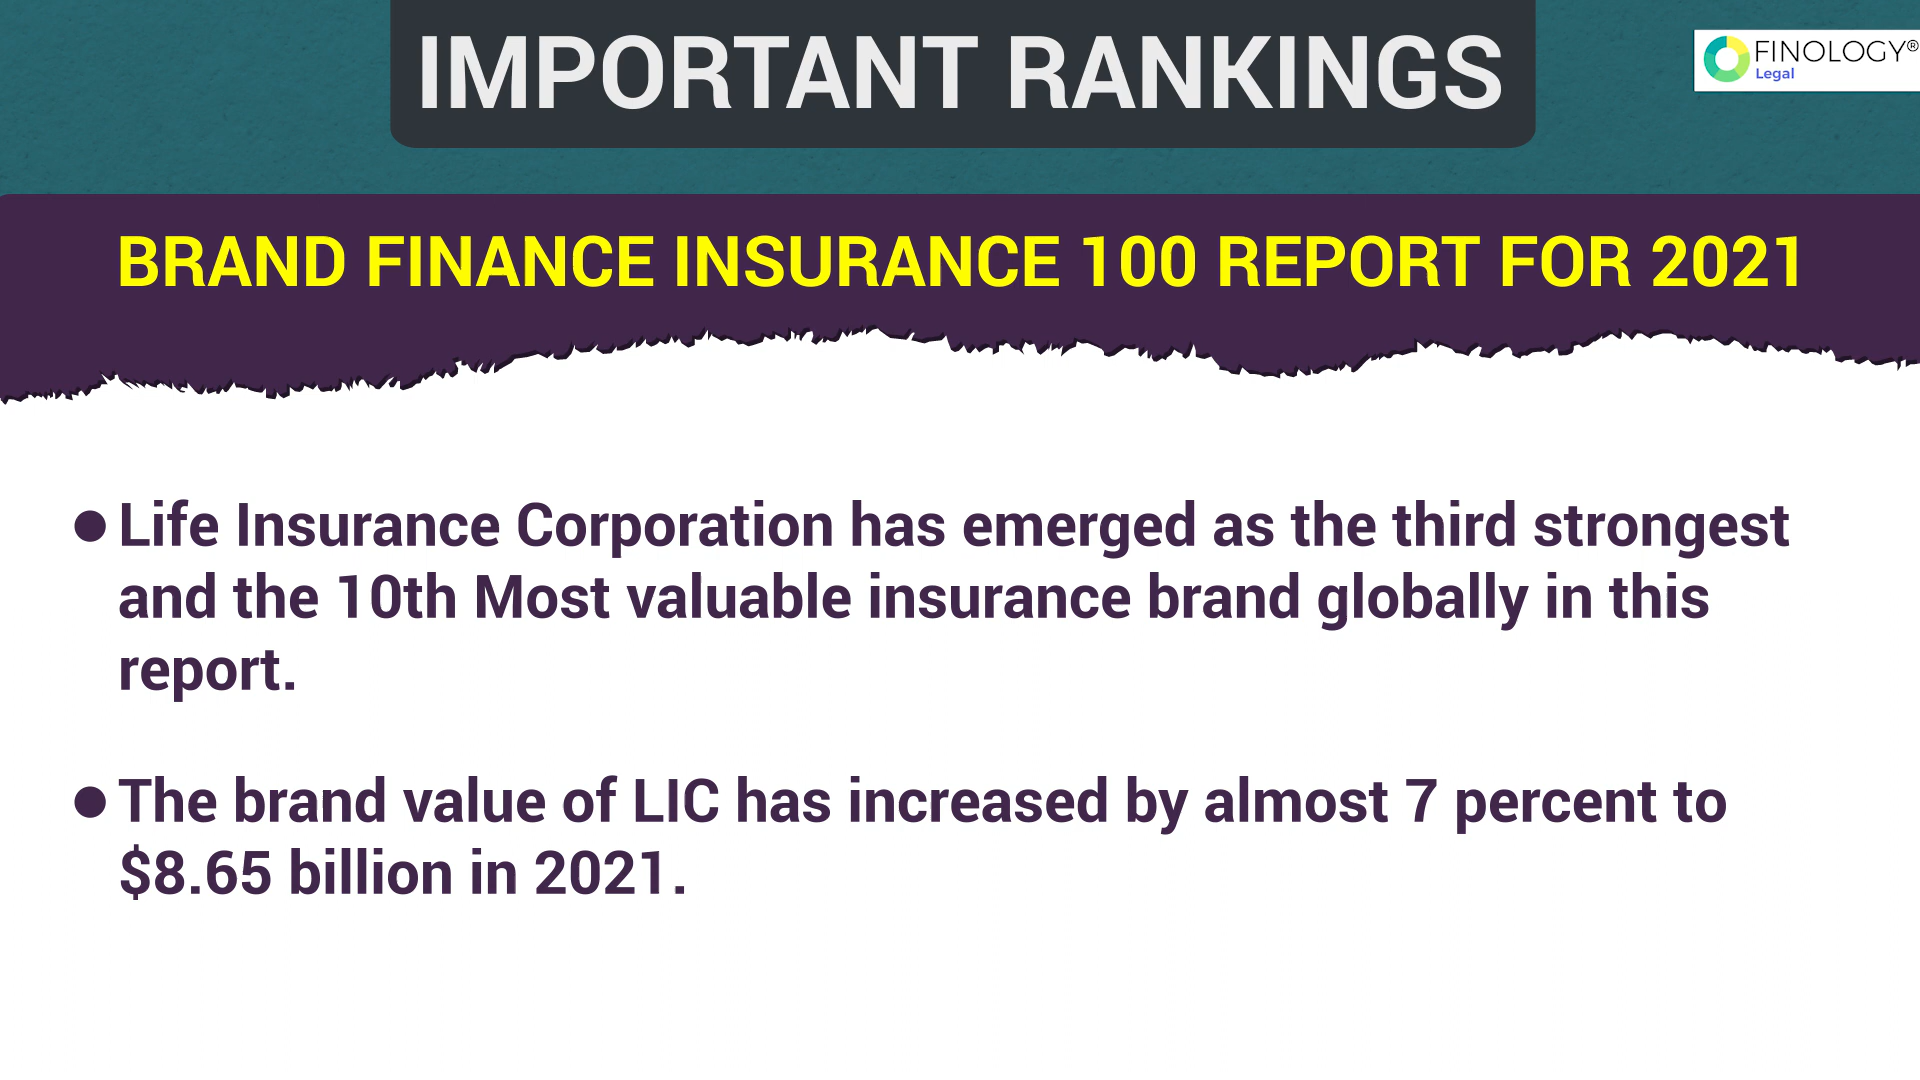 IMPORTANT RANKINGS
FINOLOGY®
Legal
BRAND FINANCE INSURANCE 100 REPORT FOR 2021
● Life Insurance Corporation has emerged as the third strongest
and the 10th Most valuable insurance brand globally in this
report.
● The brand value of LIC has increased by almost 7 percent to
$8.65 billion in 2021.